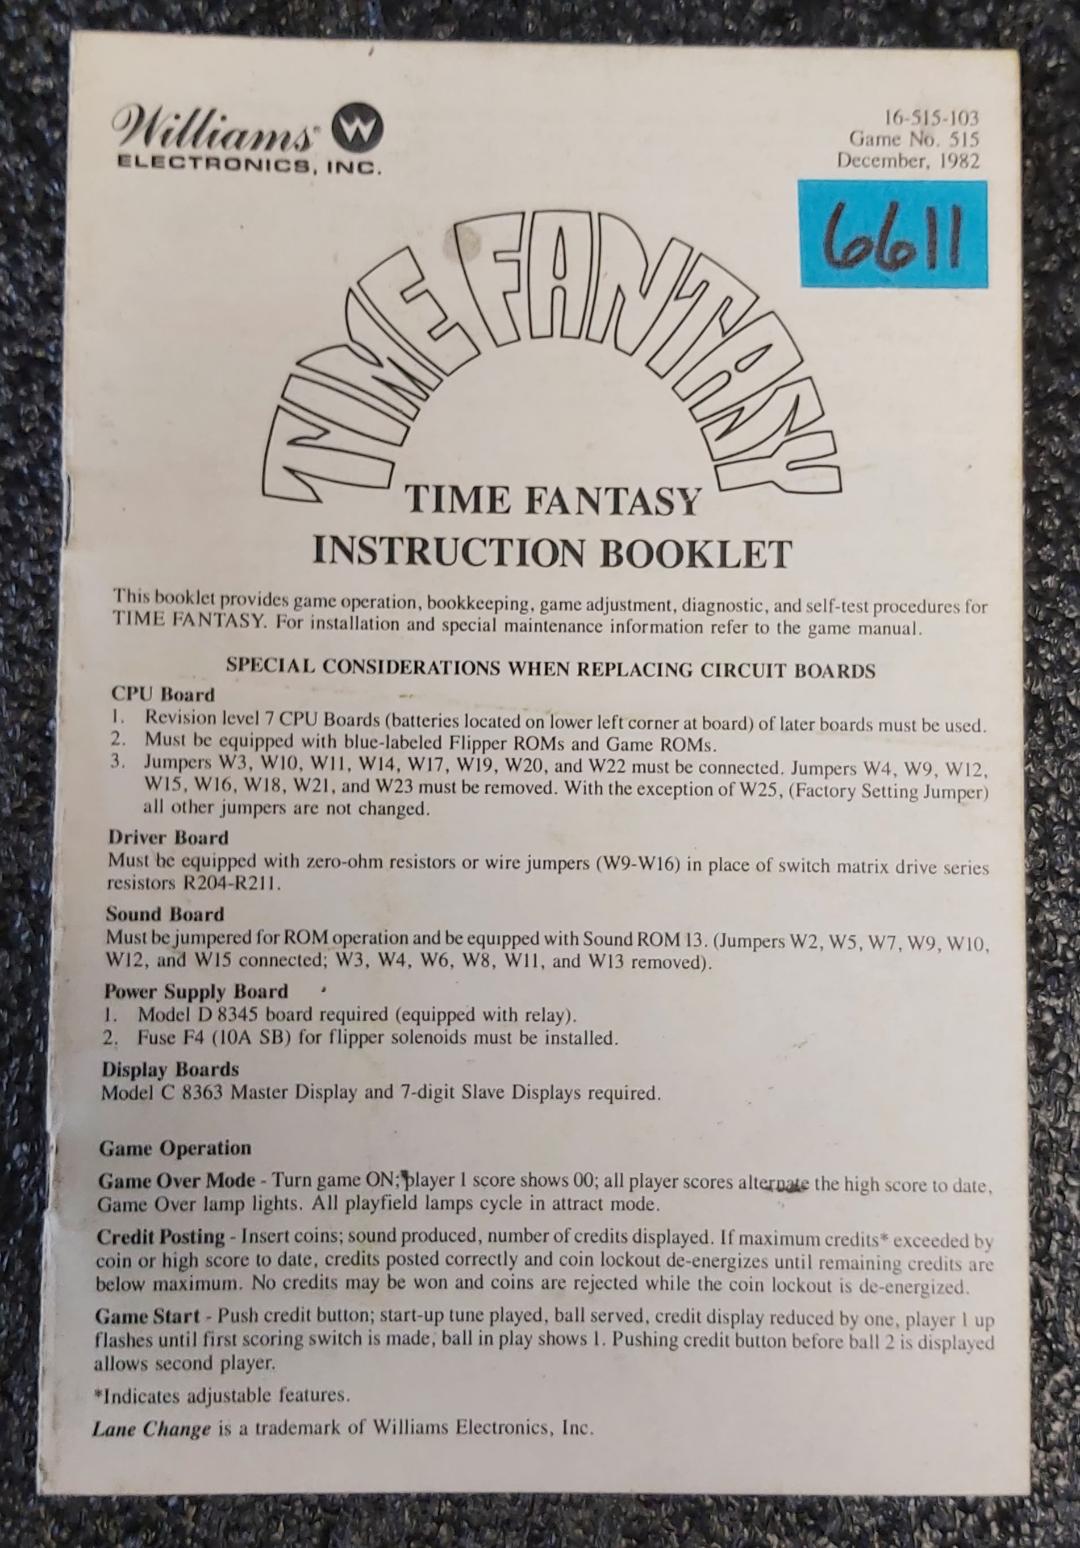 Williams® W
ELECTRONICS, INC.
16-515-103
Game No. 515
December, 1982
6611
TIME FANTASY
TIME FANTASY
INSTRUCTION BOOKLET
This booklet provides game operation, bookkeeping, game adjustment, diagnostic, and self-test procedures for
TIME FANTASY. For installation and special maintenance information refer to the game manual.
SPECIAL CONSIDERATIONS WHEN REPLACING CIRCUIT BOARDS
CPU Board
1. Revision level 7 CPU Boards (batteries located on lower left corner at board) of later boards must be used.
2. Must be equipped with blue-labeled Flipper ROMs and Game ROMs.
3. Jumpers W3, W10, W11, W14, W17, W19, W20, and W22 must be connected. Jumpers W4, W9, W12,
W15, W16, W18, W21, and W23 must be removed. With the exception of W25, (Factory Setting Jumper)
all other jumpers are not changed.
Driver Board
Must be equipped with zero-ohm resistors or wire jumpers (W9-W16) in place of switch matrix drive series
resistors R204-R211.
Sound Board
Must be jumpered for ROM operation and be equipped with Sound ROM 13. (Jumpers W2, W5, W7, W9, W10,
W12, and W15 connected; W3, W4, W6, W8, W11, and W13 removed).
Power Supply Board
1. Model D 8345 board required (equipped with relay).
2. Fuse F4 (10A SB) for flipper solenoids must be installed.
Display Boards
Model C 8363 Master Display and 7-digit Slave Displays required.
Game Operation
Game Over Mode - Turn game ON; player 1 score shows 00; all player scores alternate the high score to date,
Game Over lamp lights. All playfield lamps cycle in attract mode.
Credit Posting - Insert coins; sound produced, number of credits displayed. If maximum credits* exceeded by
coin or high score to date, credits posted correctly and coin lockout de-energizes until remaining credits are
below maximum. No credits may be won and coins are rejected while the coin lockout is de-energized.
Game Start - Push credit button; start-up tune played, ball served, credit display reduced by one, player 1 up
flashes until first scoring switch is made, ball in play shows 1. Pushing credit button before ball 2 is displayed
allows second player.
*Indicates adjustable features.
Lane Change is a trademark of Williams Electronics, Inc.